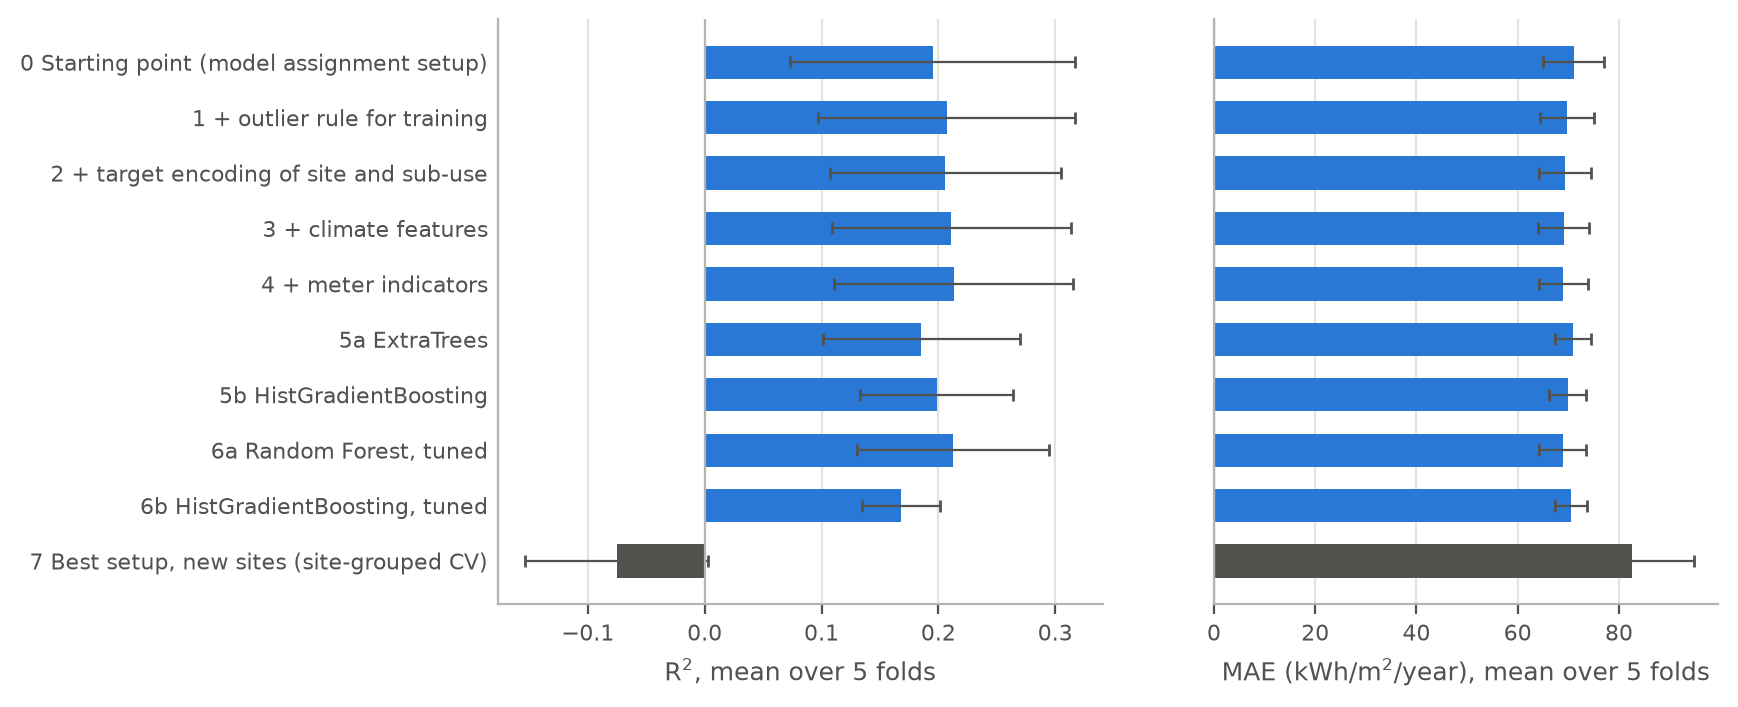 0 Starting point (model assignment setup)
1 + outlier rule for training
2 + target encoding of site and sub-use
3 + climate features
4 + meter indicators
5a ExtraTrees
5b HistGradientBoosting
6a Random Forest, tuned
6b HistGradientBoosting, tuned
7 Best setup, new sites (site-grouped CV)
−0.1 0.0 0.1 0.2 0.3
R², mean over 5 folds
0 20 40 60 80
MAE (kWh/m²/year), mean over 5 folds